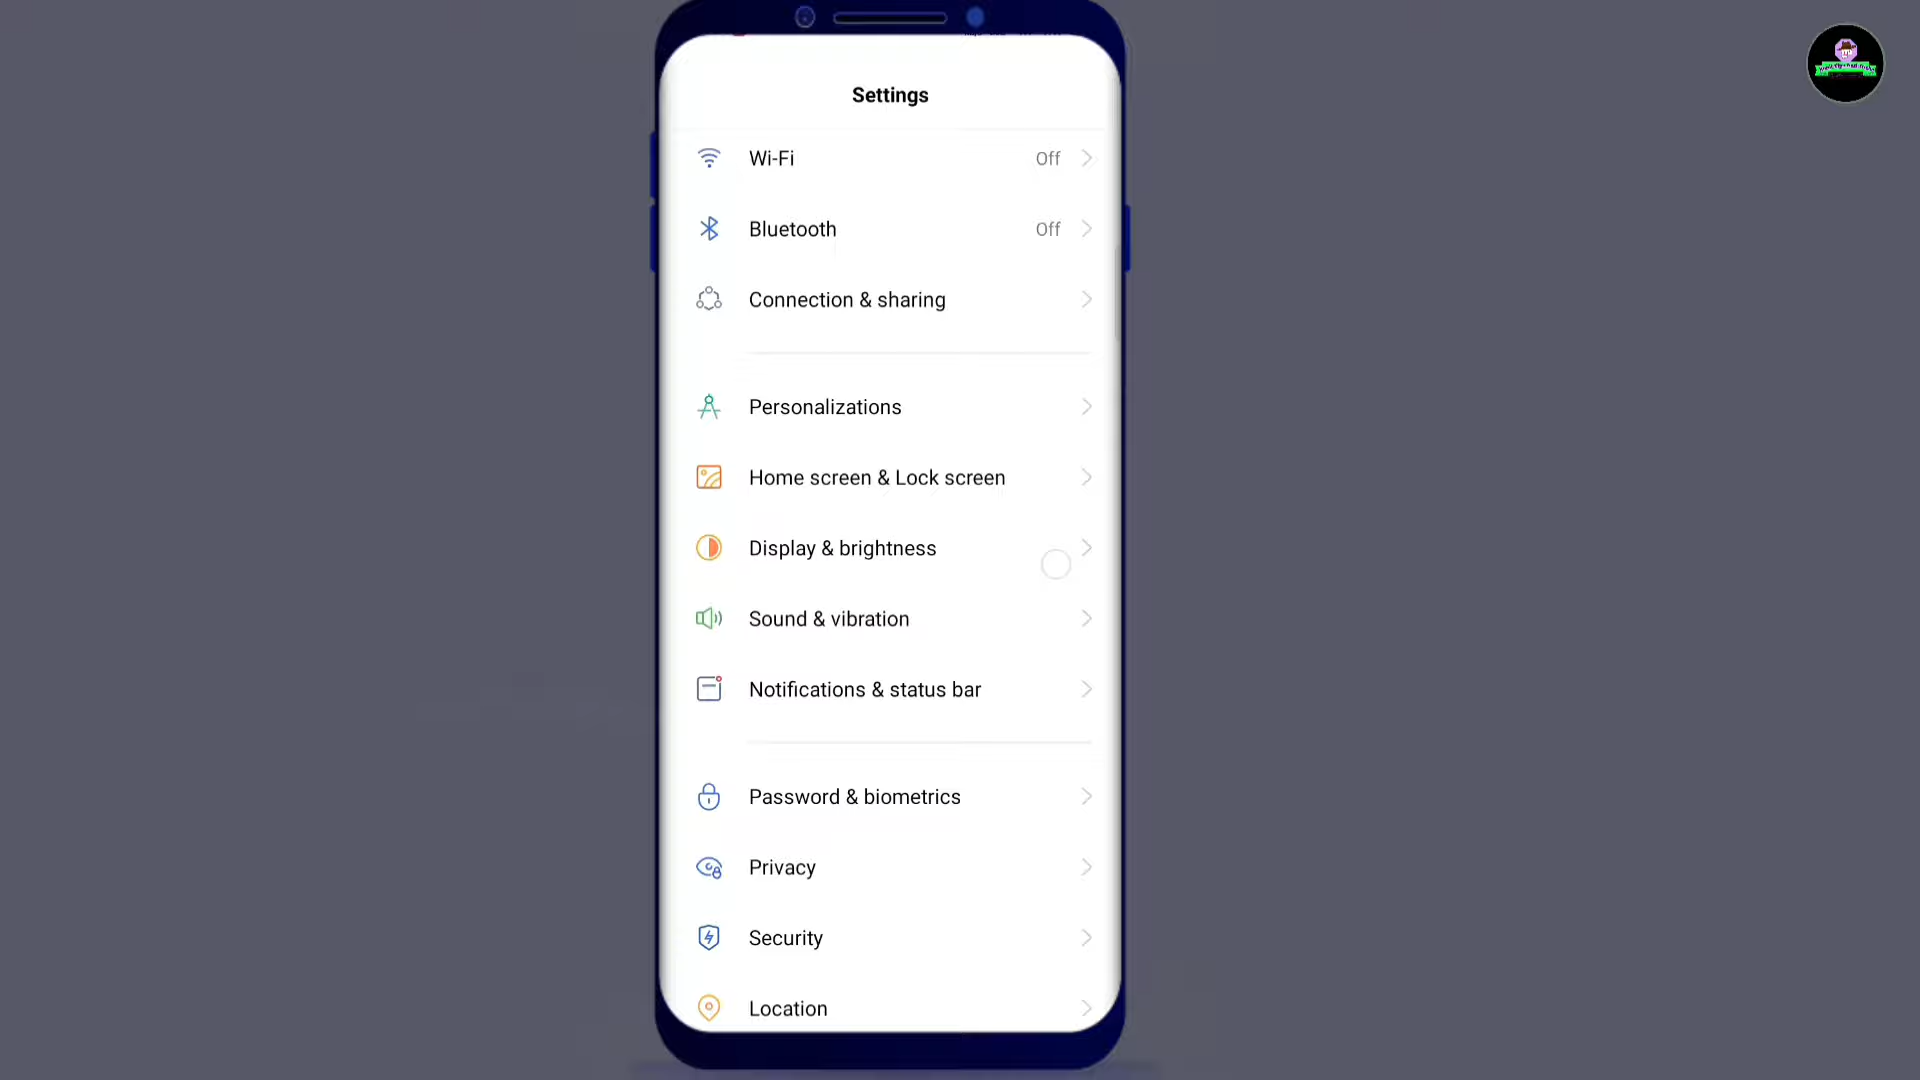 Settings
Wi-Fi Off
Bluetooth Off
Connection & sharing
Personalizations
Home screen & Lock screen
Display & brightness
Sound & vibration
Notifications & status bar
Password & biometrics
Privacy
Security
Location